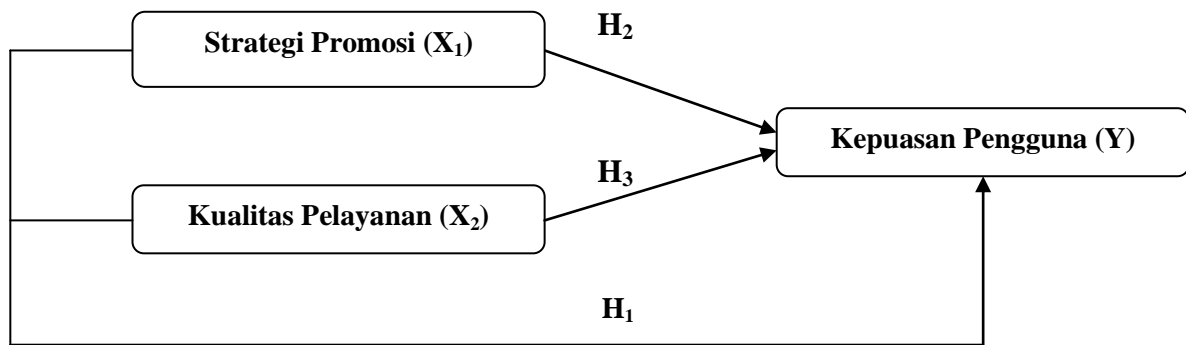 Strategi Promosi (X₁)
H₂
Kepuasan Pengguna (Y)
H₃
Kualitas Pelayanan (X₂)
H₁